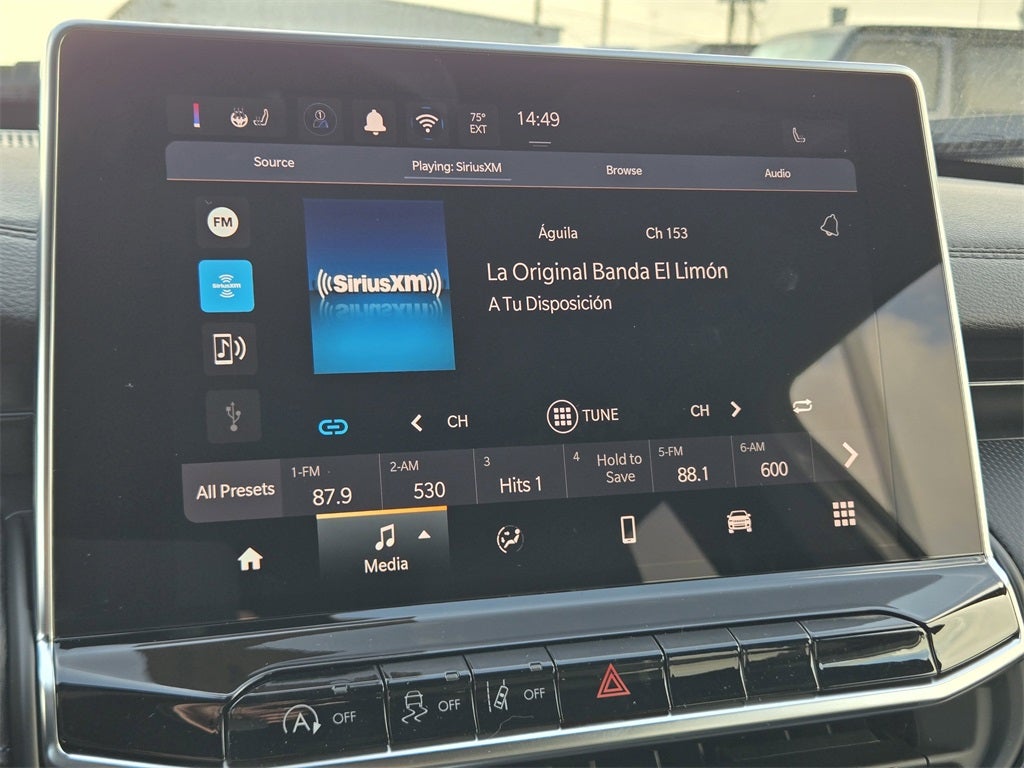 1
75°
EXT
14:49
Source
Playing: SiriusXM
Browse
Audio
FM
SiriusXM
((SiriusXM))
Águila
Ch 153
La Original Banda El Limón
A Tu Disposición
CH
TUNE
CH
All Presets
1-FM
87.9
2-AM
530
3
Hits 1
4
Hold to
Save
5-FM
88.1
6-AM
600
Media
A OFF
OFF
OFF